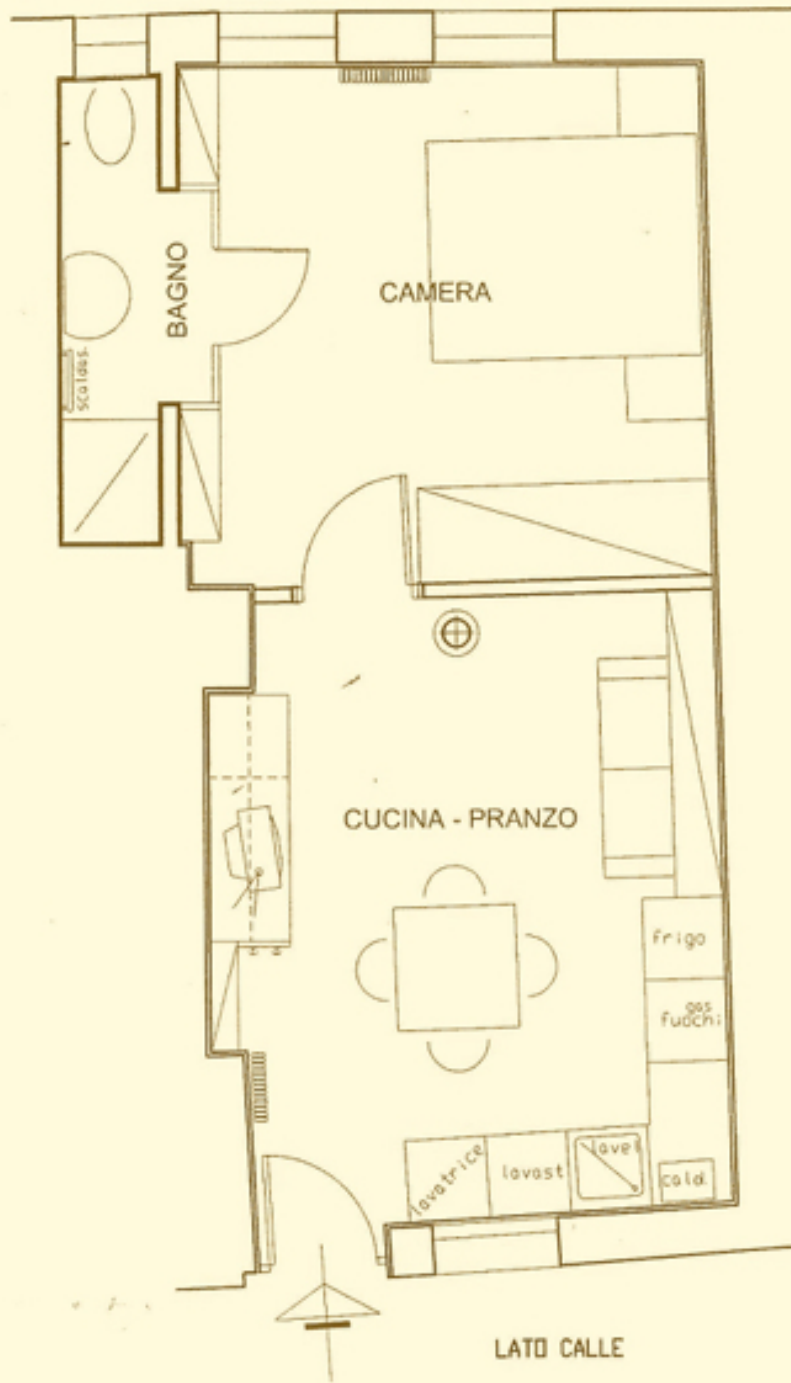 BAGNO
CAMERA
scaldas.
CUCINA - PRANZO
frigo
gas
fuochi
lavatrice
lavast
lavel
cald.
LATO CALLE